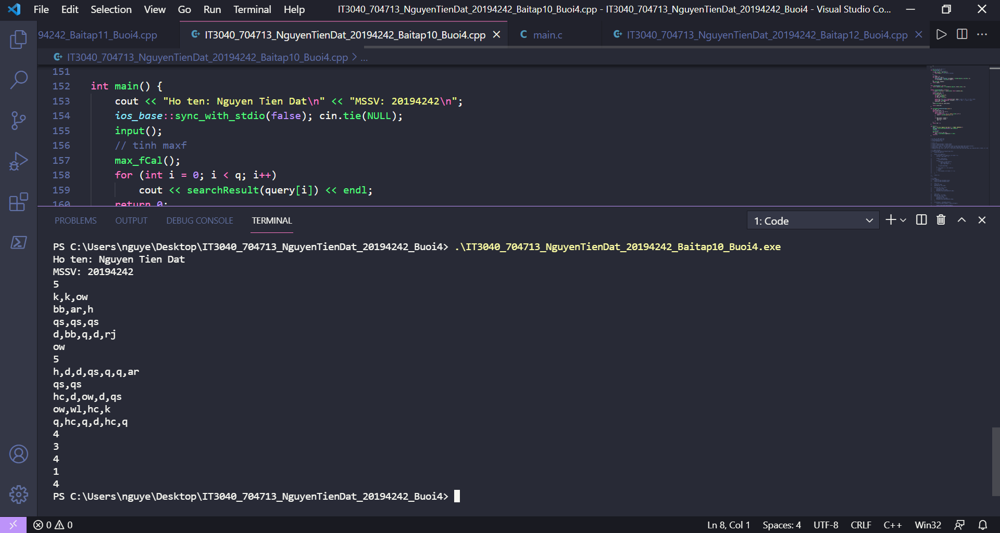 File Edit Selection View Go Run Terminal Help IT3040_704713_NguyenTienDat_20194242_Baitap10_Buoi4.cpp - IT3040_704713_NguyenTienDat_20194242_Buoi4 - Visual Studio Co...
94242_Baitap11_Buoi4.cpp IT3040_704713_NguyenTienDat_20194242_Baitap10_Buoi4.cpp main.c IT3040_704713_NguyenTienDat_20194242_Baitap12_Buoi4.cpp
IT3040_704713_NguyenTienDat_20194242_Baitap10_Buoi4.cpp > ...
151
152 int main() {
153 cout << "Ho ten: Nguyen Tien Dat\n" << "MSSV: 20194242\n";
154 ios_base::sync_with_stdio(false); cin.tie(NULL);
155 input();
156 // tinh maxf
157 max_fCal();
158 for (int i = 0; i < q; i++)
159 cout << searchResult(query[i]) << endl;
160 return 0;
PROBLEMS OUTPUT DEBUG CONSOLE TERMINAL 1: Code
PS C:\Users\nguye\Desktop\IT3040_704713_NguyenTienDat_20194242_Buoi4> .\IT3040_704713_NguyenTienDat_20194242_Baitap10_Buoi4.exe
Ho ten: Nguyen Tien Dat
MSSV: 20194242
5
k,k,ow
bb,ar,h
qs,qs,qs
d,bb,q,d,rj
ow
5
h,d,d,qs,q,q,ar
qs,qs
hc,d,ow,d,qs
ow,wl,hc,k
q,hc,q,d,hc,q
4
3
4
1
4
PS C:\Users\nguye\Desktop\IT3040_704713_NguyenTienDat_20194242_Buoi4>
0 0 Ln 8, Col 1 Spaces: 4 UTF-8 CRLF C++ Win32